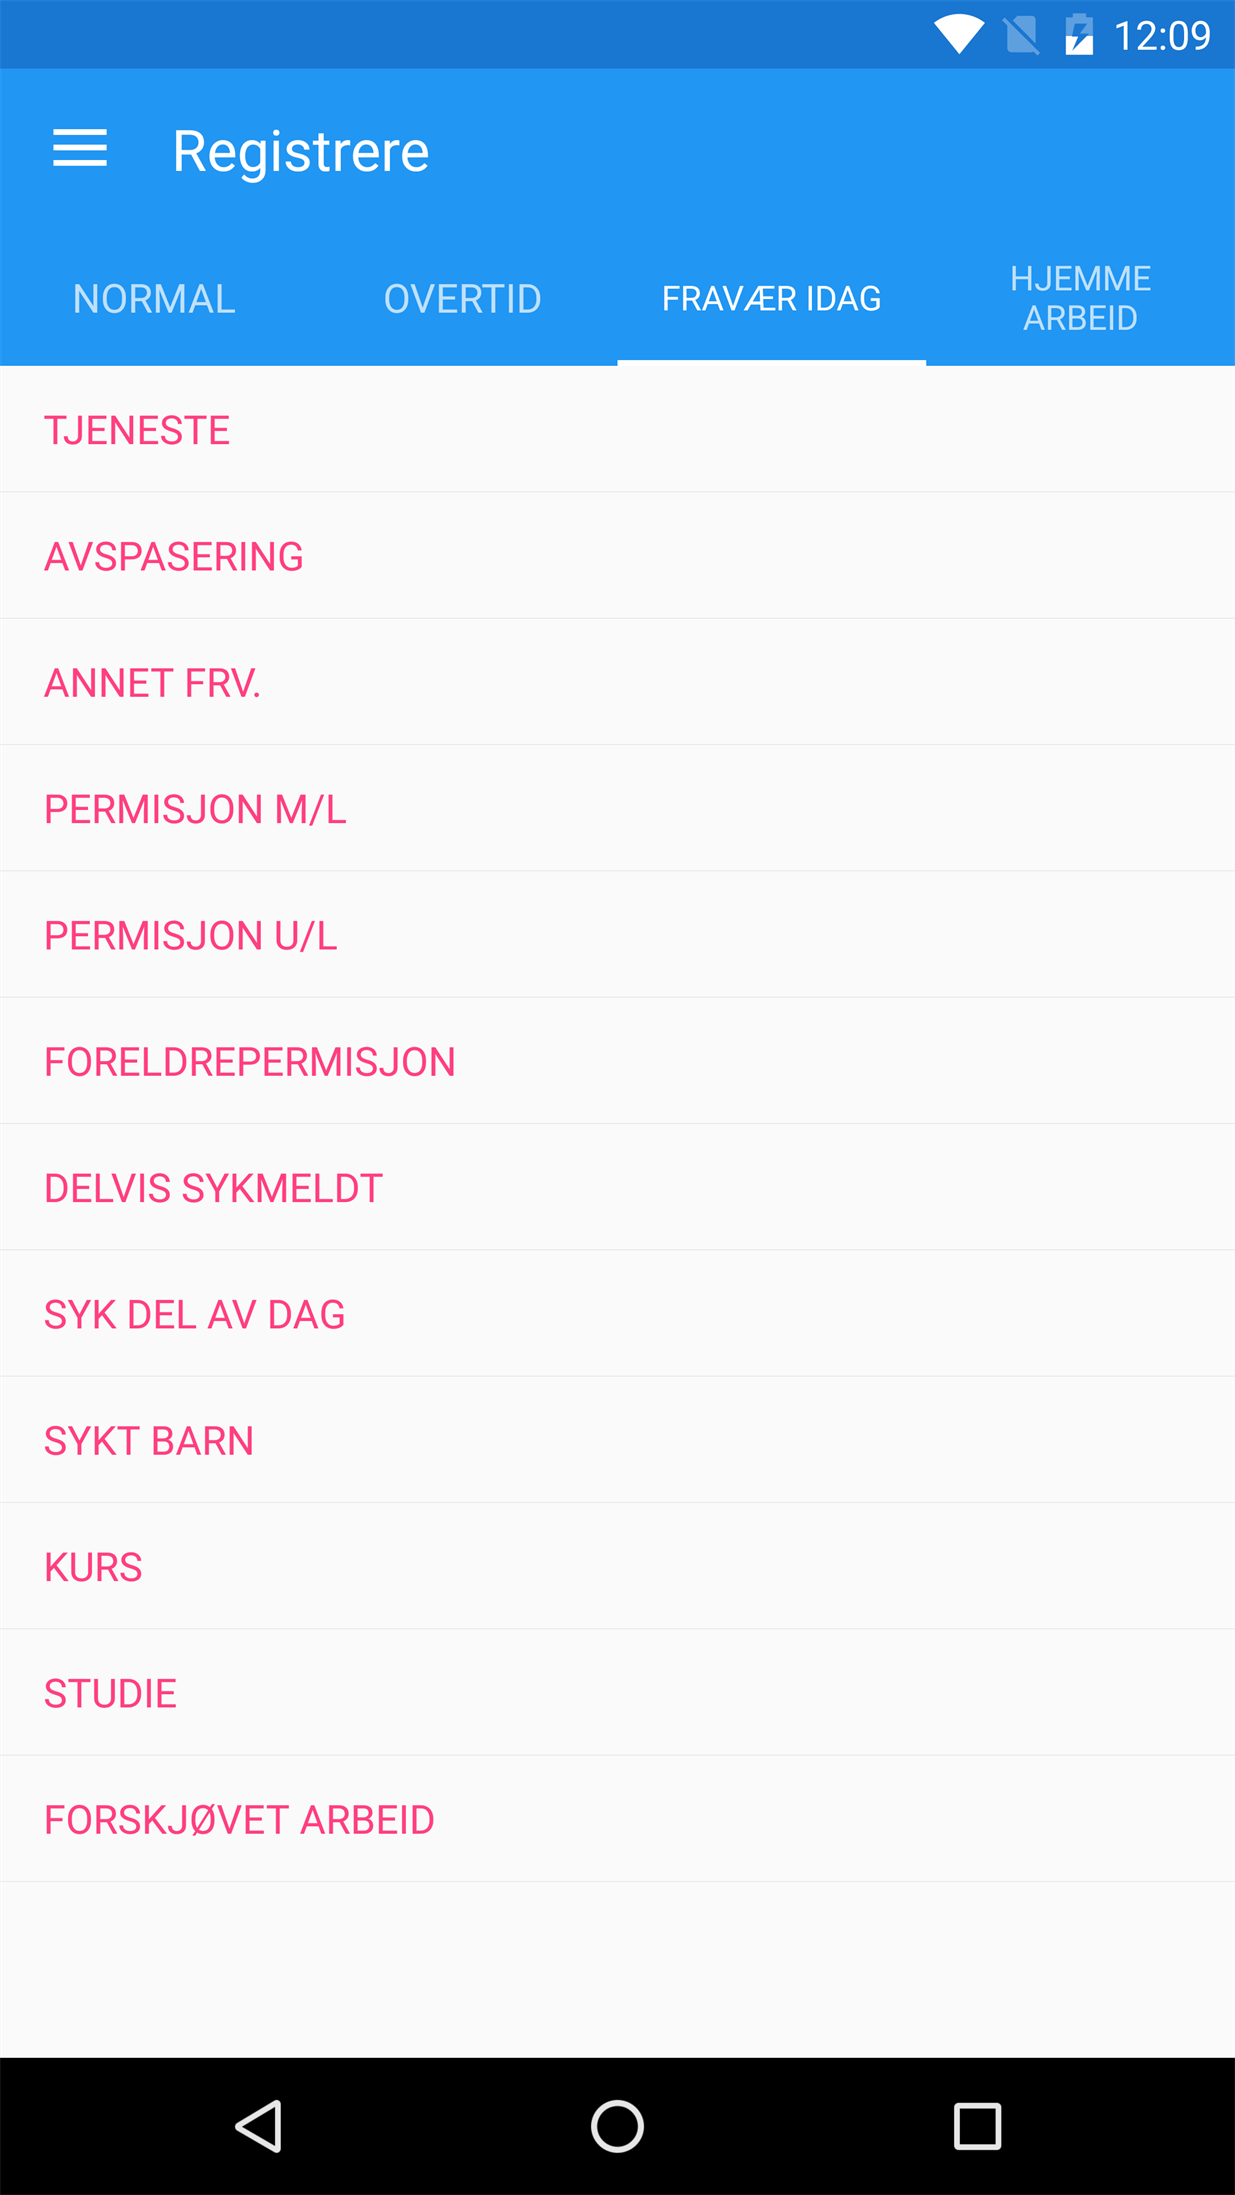 12:09
Registrere
NORMAL
OVERTID
FRAVÆR IDAG
HJEMME
ARBEID
TJENESTE
AVSPASERING
ANNET FRV.
PERMISJON M/L
PERMISJON U/L
FORELDREPERMISJON
DELVIS SYKMELDT
SYK DEL AV DAG
SYKT BARN
KURS
STUDIE
FORSKJØVET ARBEID